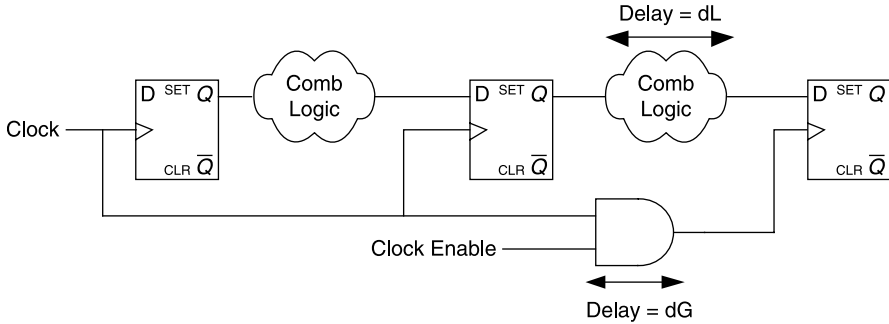 Delay = dL
D SET Q
Comb
Logic
D SET Q
Comb
Logic
D SET Q
Clock
CLR Q̅
CLR Q̅
CLR Q̅
Clock Enable
Delay = dG